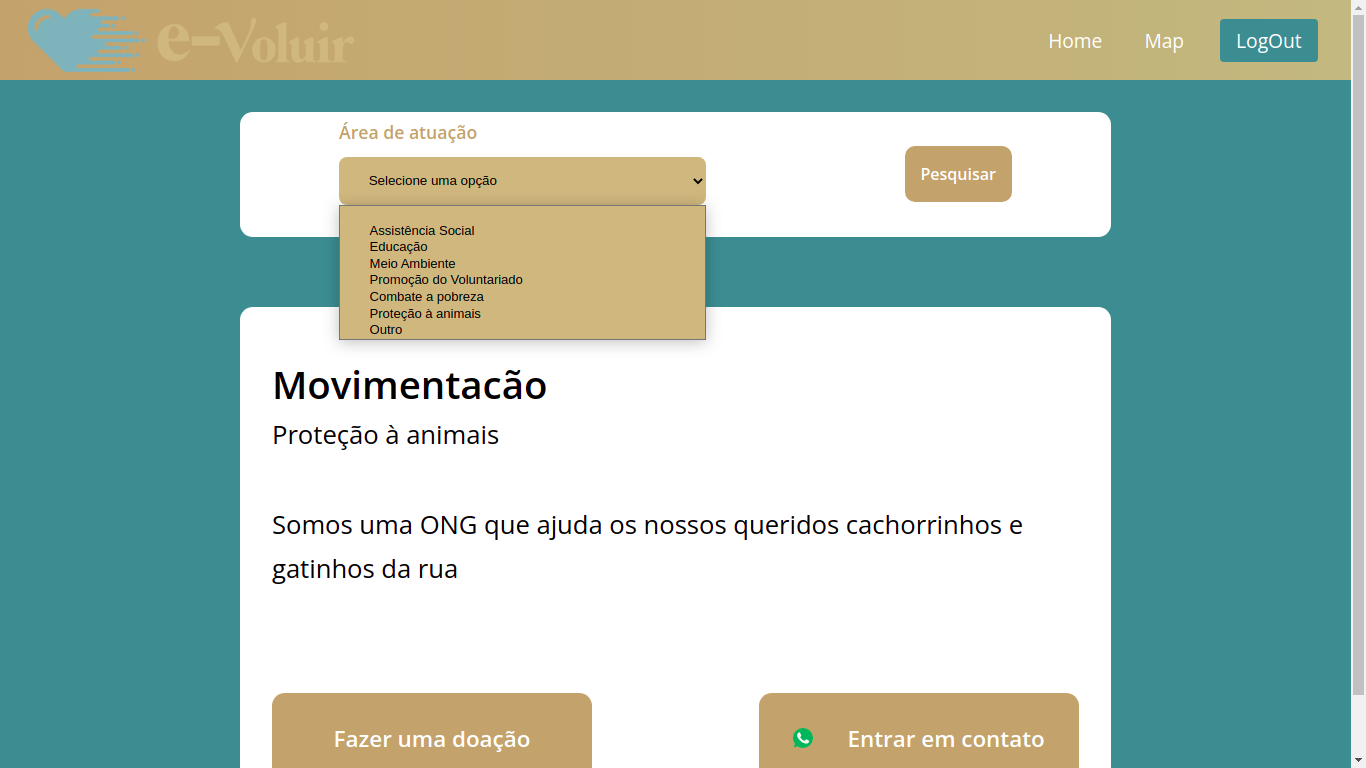 e-Voluir
Home
Map
LogOut
Área de atuação
Selecione uma opção
Pesquisar
Assistência Social
Educação
Meio Ambiente
Promoção do Voluntariado
Combate a pobreza
Proteção à animais
Outro
Movimentacão
Proteção à animais
Somos uma ONG que ajuda os nossos queridos cachorrinhos e
gatinhos da rua
Fazer uma doação
Entrar em contato